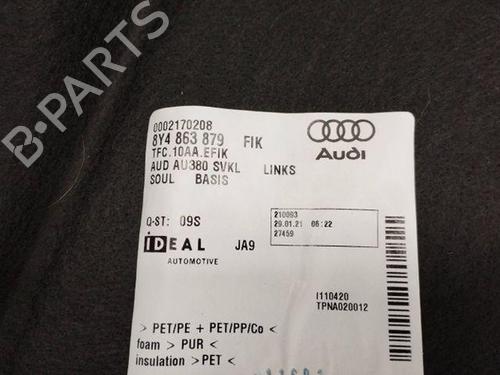 B-PARTS
0002170208
8Y4 863 879 FIK
TFC.10AA.EFIK
AUD AU380 SVKL LINKS
SOUL BASIS
Audi
Q-ST: 09S
210093
29.01.21 06:22
27459
IDEAL JA9
AUTOMOTIVE
I110420
TPNA020012
> PET/PE + PET/PP/Co <
foam > PUR <
insulation > PET <